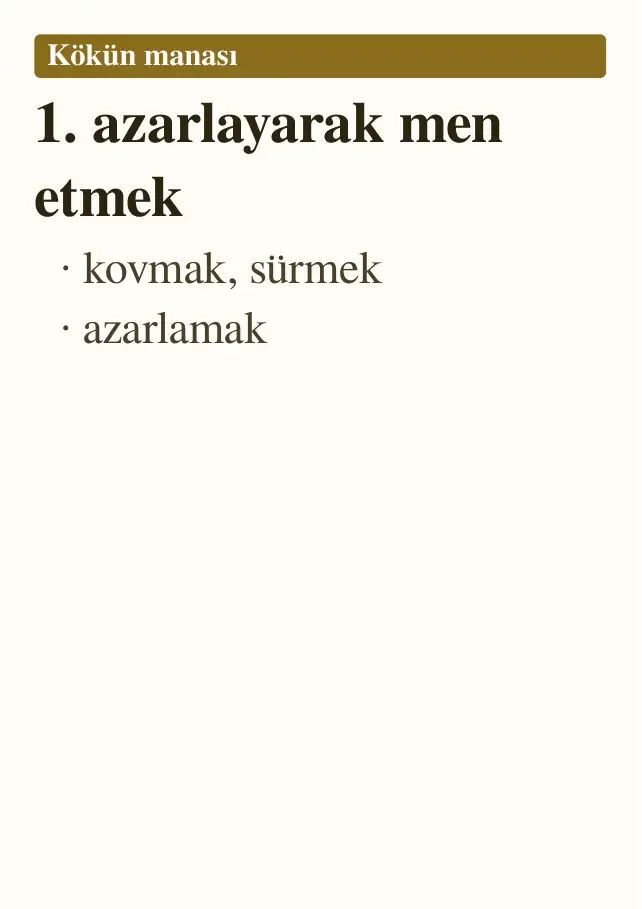 Kökün manası
1. azarlayarak men
etmek
· kovmak, sürmek
· azarlamak